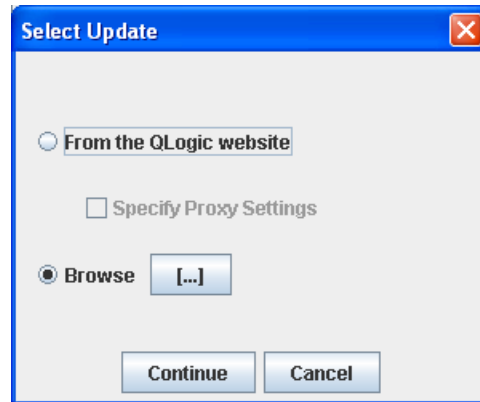 Select Update
From the QLogic website
Specify Proxy Settings
Browse [...]
Continue Cancel